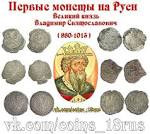 Первые монеты на Руси
Великий князь
Владимир Святославович
(980-1015)
vk.com/coins_18rus